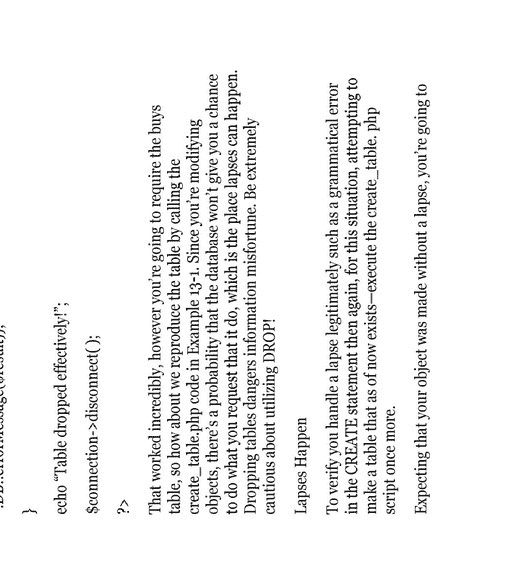 }
echo “Table dropped effectively!”;
$connection->disconnect( );
?>
That worked incredibly, however you’re going to require the buys
table, so how about we reproduce the table by calling the
create_table.php code in Example 13-1. Since you’re modifying
objects, there’s a probability that the database won’t give you a chance
to do what you request that it do, which is the place lapses can happen.
Dropping tables dangers information misfortune. Be extremely
cautious about utilizing DROP!
Lapses Happen
To verify you handle a lapse legitimately such as a grammatical error
in the CREATE statement then again, for this situation, attempting to
make a table that as of now exists—execute the create_table. php
script once more.
Expecting that your object was made without a lapse, you’re going to